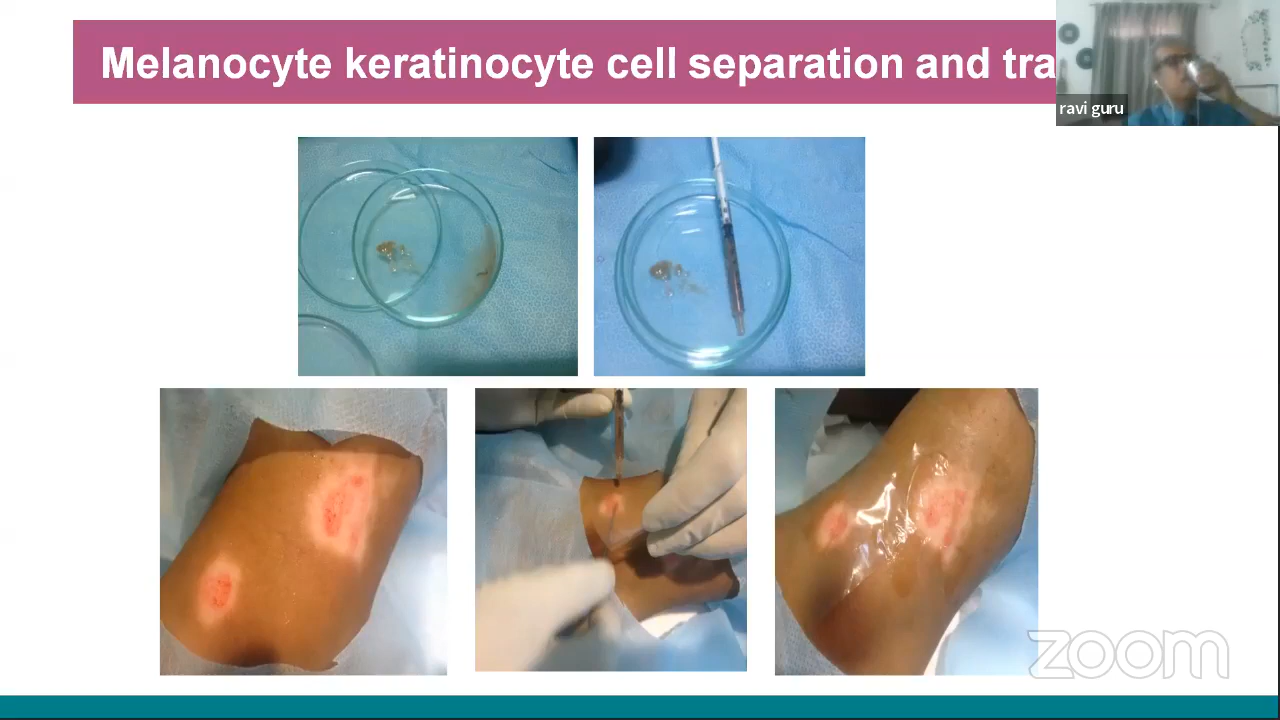 Melanocyte keratinocyte cell separation and tra
ravi guru
zoom